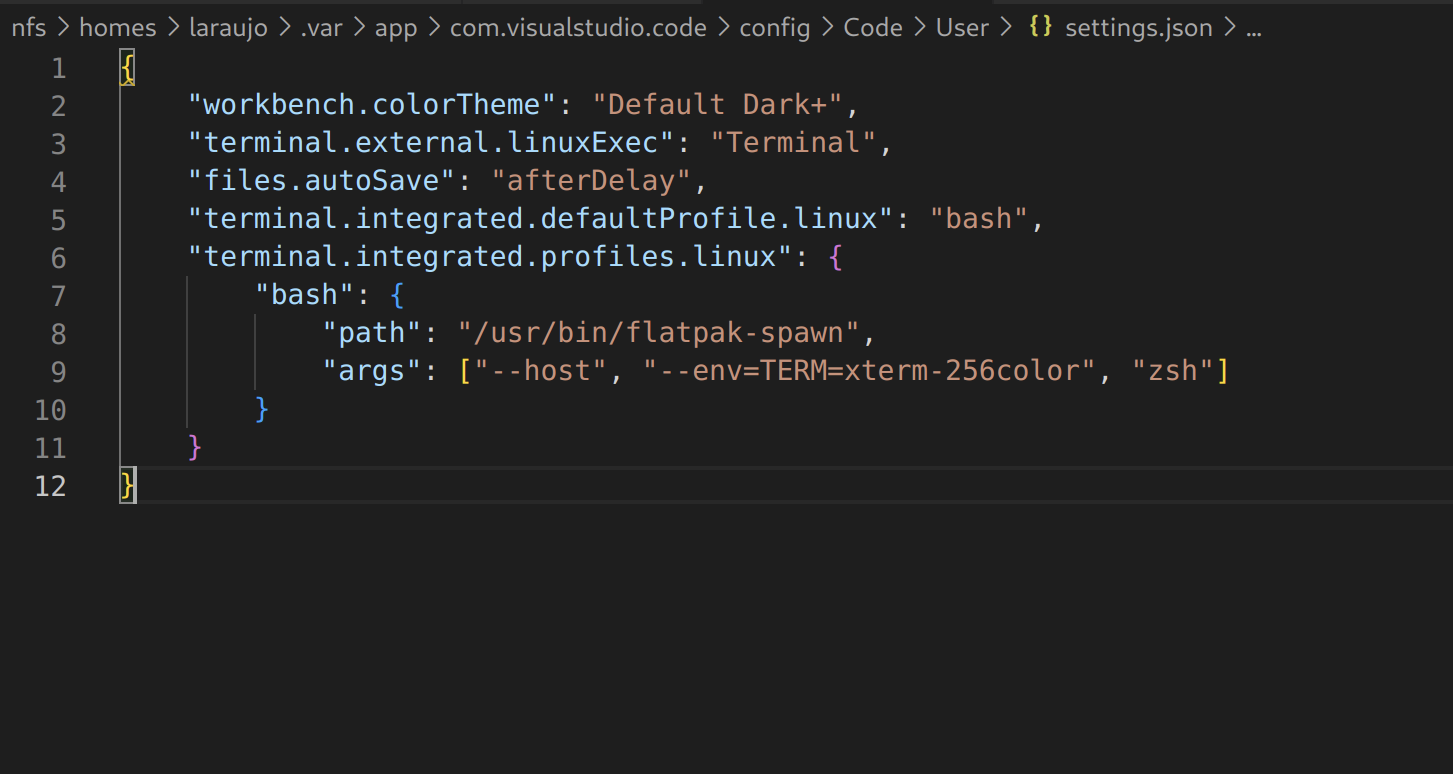 nfs > homes > laraujo > .var > app > com.visualstudio.code > config > Code > User > {} settings.json > ...
1 {
2 "workbench.colorTheme": "Default Dark+",
3 "terminal.external.linuxExec": "Terminal",
4 "files.autoSave": "afterDelay",
5 "terminal.integrated.defaultProfile.linux": "bash",
6 "terminal.integrated.profiles.linux": {
7 "bash": {
8 "path": "/usr/bin/flatpak-spawn",
9 "args": ["--host", "--env=TERM=xterm-256color", "zsh"]
10 }
11 }
12 }